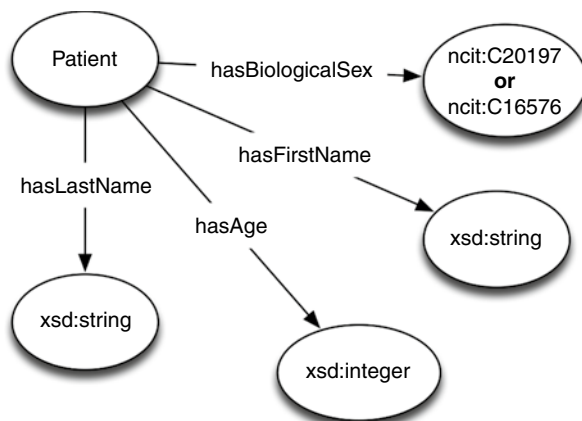 Patient
hasBiologicalSex
ncit:C20197
or
ncit:C16576
hasFirstName
hasLastName
hasAge
xsd:string
xsd:string
xsd:integer